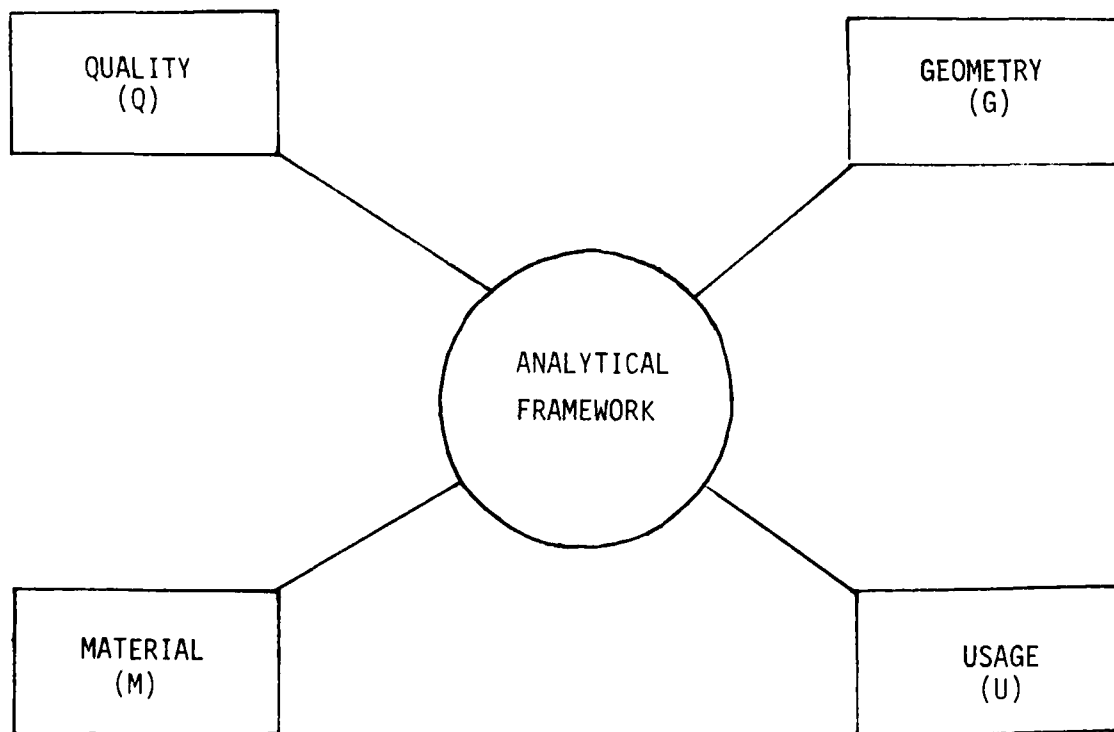 QUALITY
(Q)
GEOMETRY
(G)
ANALYTICAL
FRAMEWORK
MATERIAL
(M)
USAGE
(U)